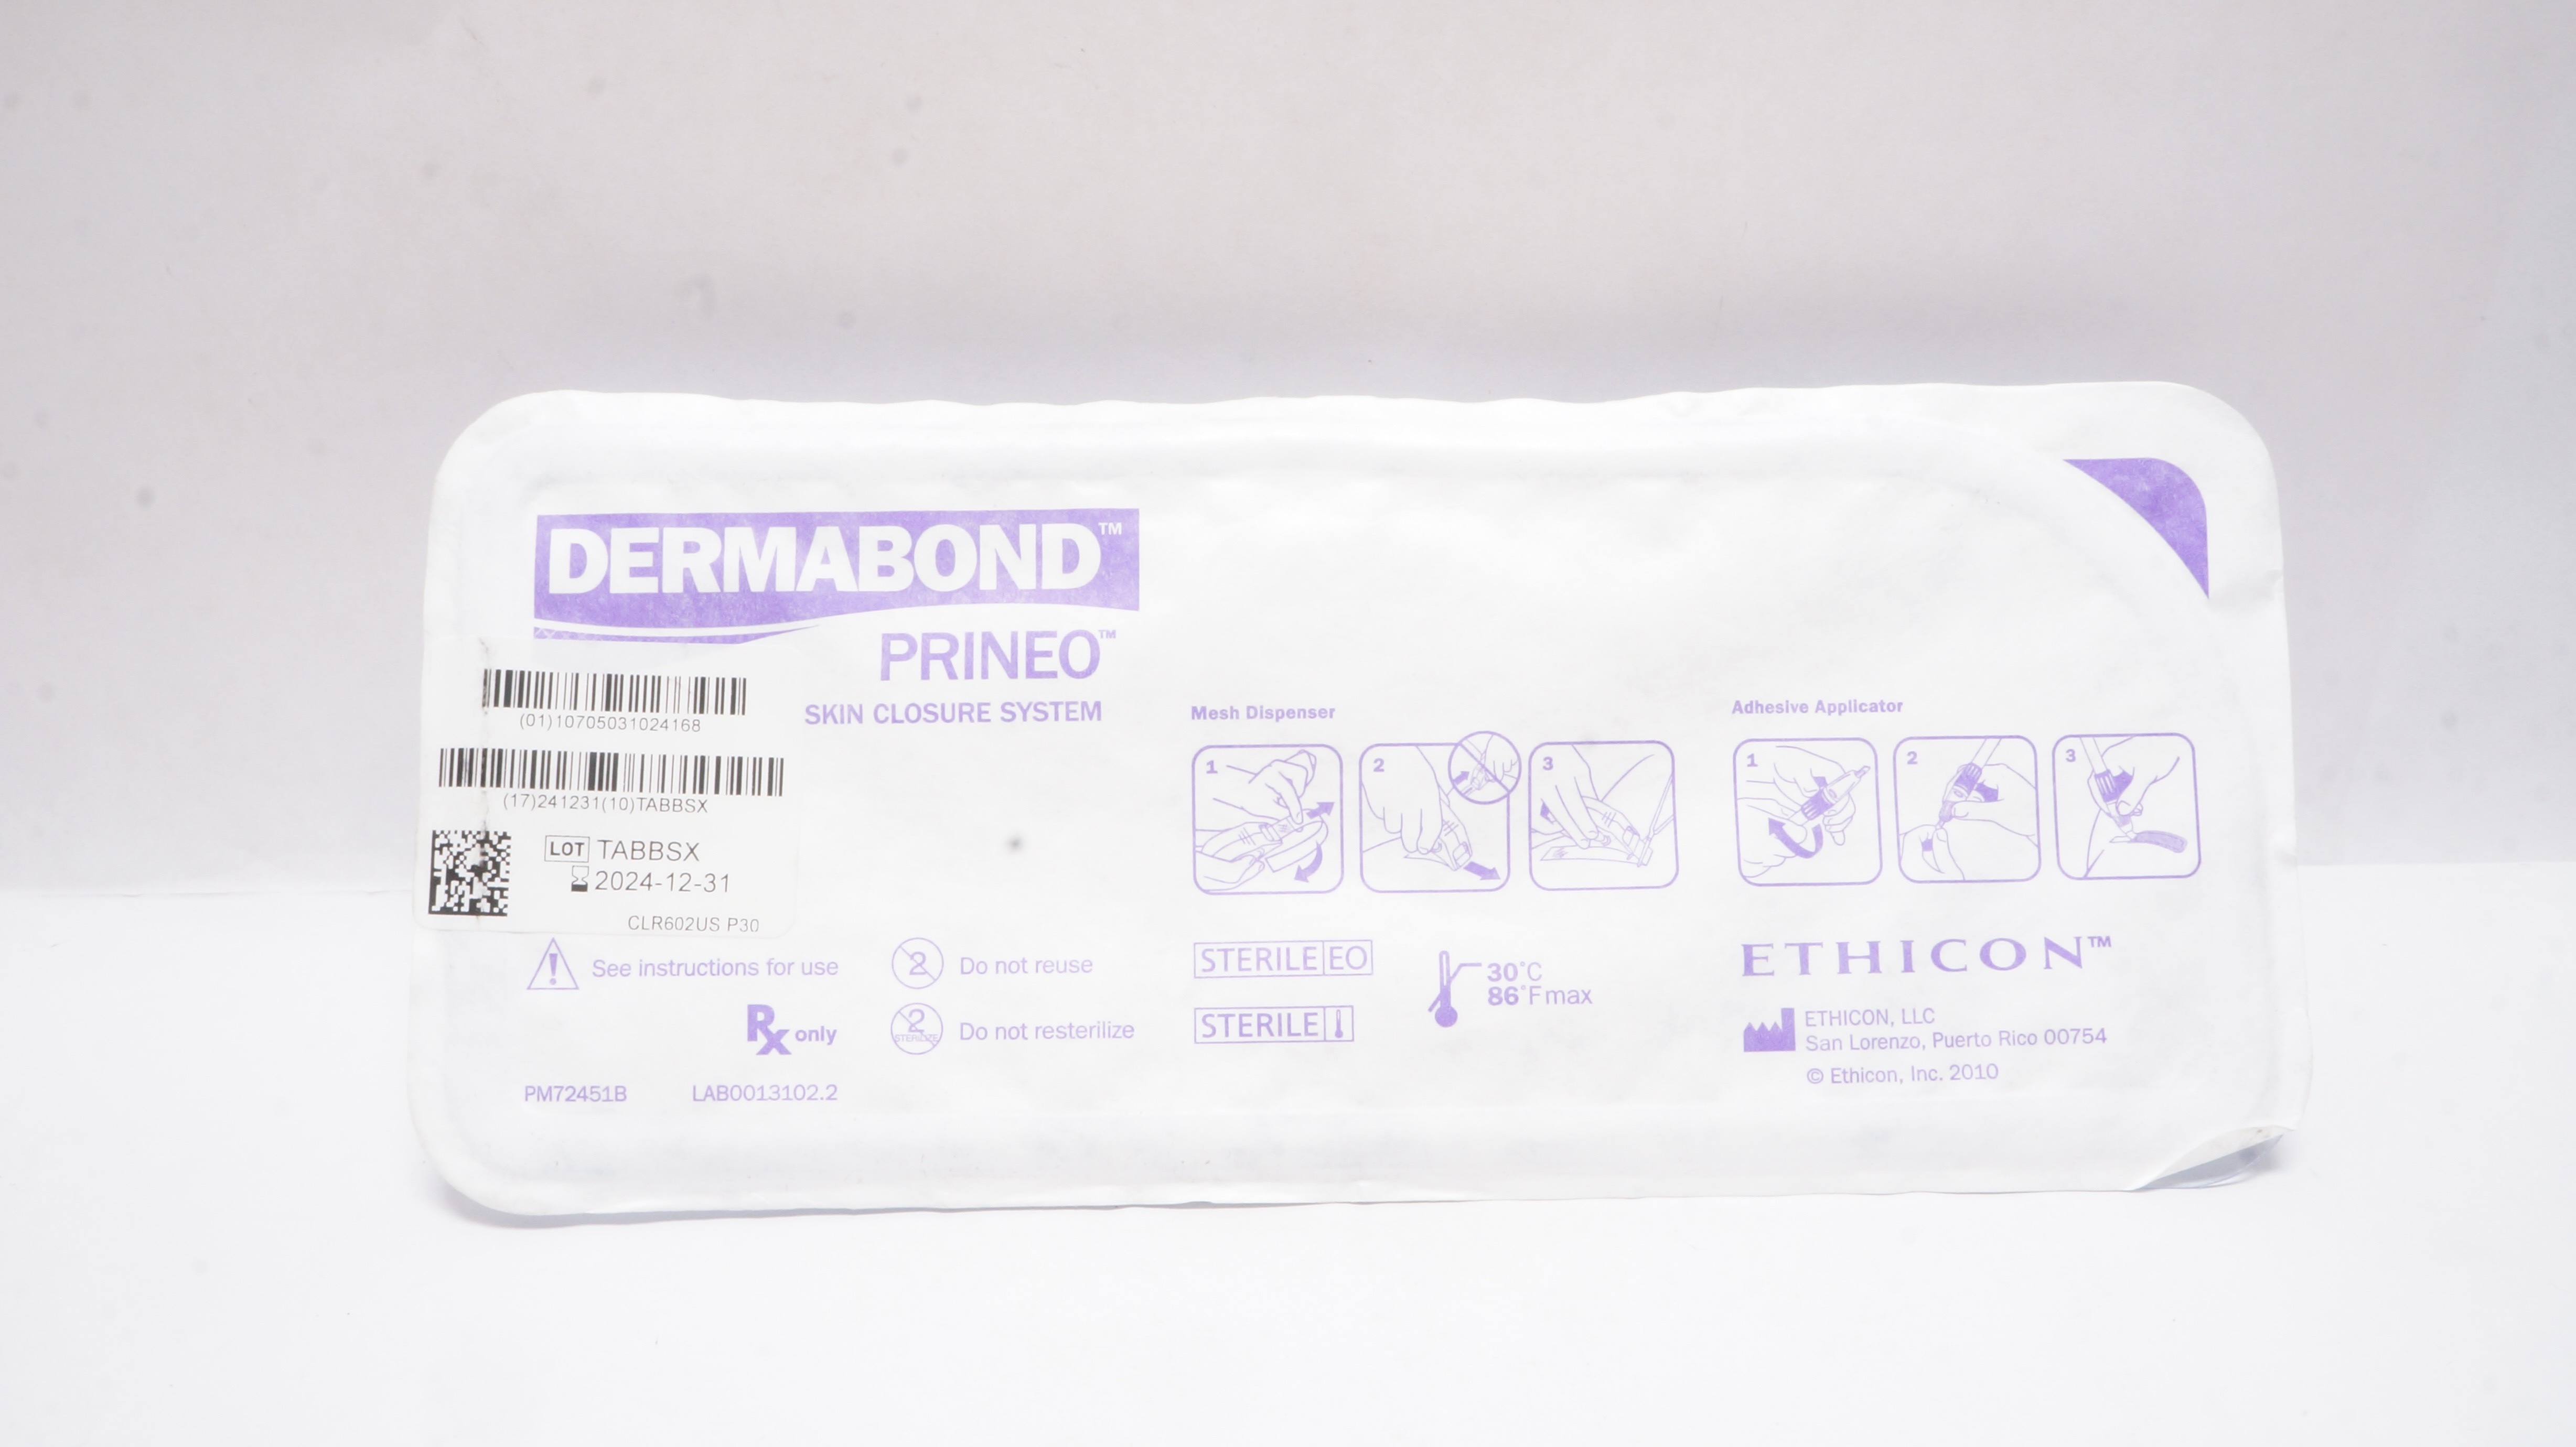 DERMABOND™
PRINEO™
SKIN CLOSURE SYSTEM
(01)10705031024168
(17)241231(10)TABBSX
LOT TABBSX
2024-12-31
CLR602US P30
See instructions for use
Rx only
PM72451B LAB0013102.2
2 Do not reuse
2 STERILIZE Do not resterilize
Mesh Dispenser
1 2 3
STERILE EO
STERILE
30°C
86°F max
Adhesive Applicator
1 2 3
ETHICON™
ETHICON, LLC
San Lorenzo, Puerto Rico 00754
© Ethicon, Inc. 2010